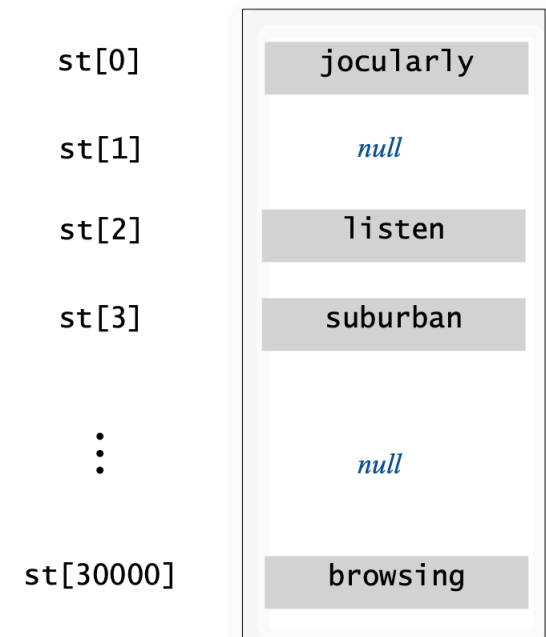 st[0] jocularly
st[1] null
st[2] listen
st[3] suburban
⋮ null
st[30000] browsing